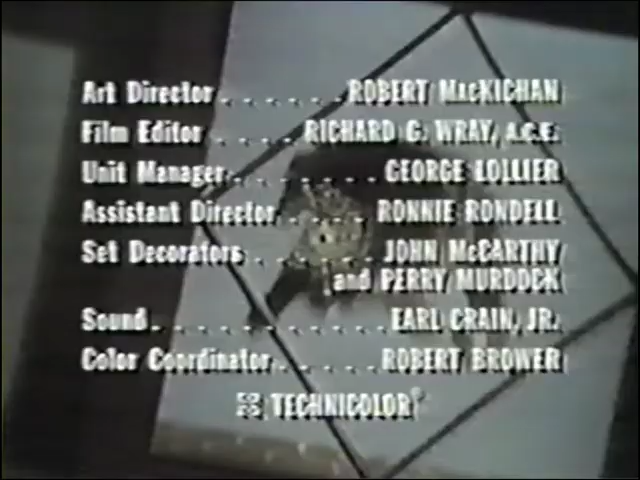 Art Director . . . . . . ROBERT MacKICHAN
Film Editor . . . . RICHARD G. WRAY, A.C.E.
Unit Manager . . . . . . . GEORGE LOLLIER
Assistant Director . . . . . RONNIE RONDELL
Set Decorators . . . . . . JOHN McCARTHY
and PERRY MURDOCK
Sound . . . . . . . . . . . . EARL CRAIN, JR.
Color Coordinator . . . . . ROBERT BROWER
TECHNICOLOR®